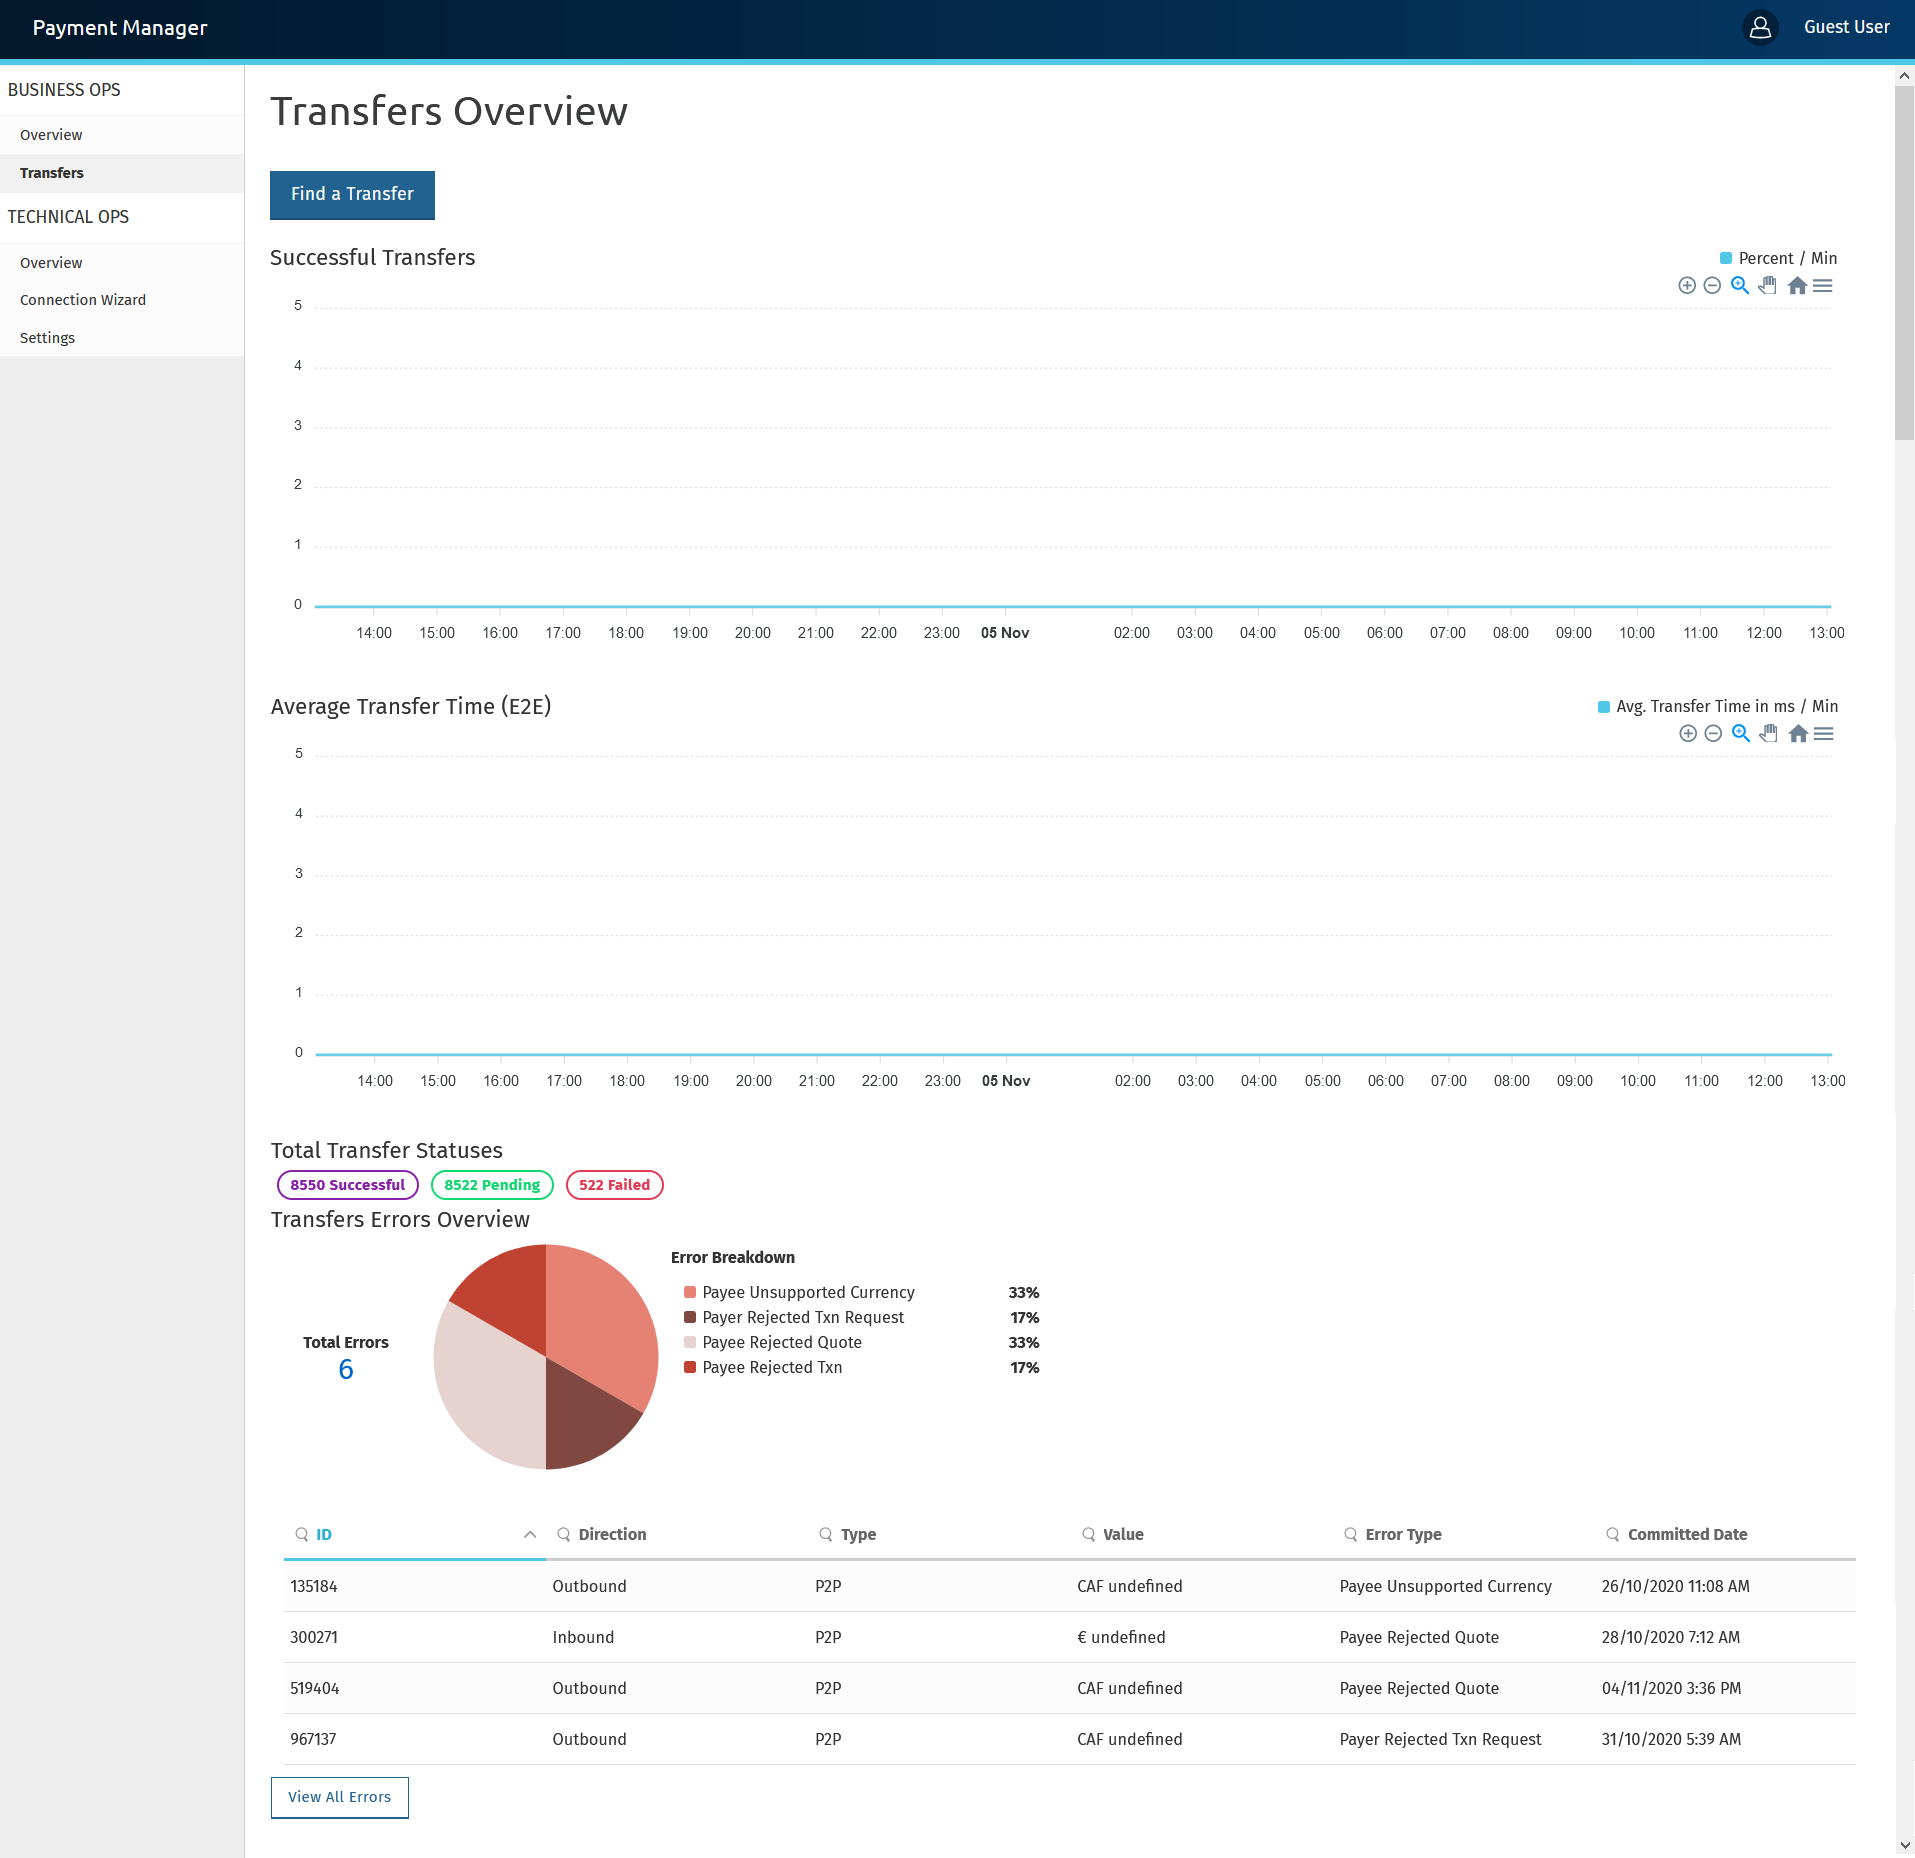 Payment Manager
Guest User
BUSINESS OPS
Overview
Transfers
TECHNICAL OPS
Overview
Connection Wizard
Settings
Transfers Overview
Find a Transfer
Successful Transfers
Percent / Min
5
4
3
2
1
0
14:00 15:00 16:00 17:00 18:00 19:00 20:00 21:00 22:00 23:00 05 Nov 02:00 03:00 04:00 05:00 06:00 07:00 08:00 09:00 10:00 11:00 12:00 13:00
Average Transfer Time (E2E)
Avg. Transfer Time in ms / Min
5
4
3
2
1
0
14:00 15:00 16:00 17:00 18:00 19:00 20:00 21:00 22:00 23:00 05 Nov 02:00 03:00 04:00 05:00 06:00 07:00 08:00 09:00 10:00 11:00 12:00 13:00
Total Transfer Statuses
8550 Successful 8522 Pending 522 Failed
Transfers Errors Overview
Total Errors
6
Error Breakdown
Payee Unsupported Currency 33%
Payer Rejected Txn Request 17%
Payee Rejected Quote 33%
Payee Rejected Txn 17%
ID Direction Type Value Error Type Committed Date
135184 Outbound P2P CAF undefined Payee Unsupported Currency 26/10/2020 11:08 AM
300271 Inbound P2P € undefined Payee Rejected Quote 28/10/2020 7:12 AM
519404 Outbound P2P CAF undefined Payee Rejected Quote 04/11/2020 3:36 PM
967137 Outbound P2P CAF undefined Payer Rejected Txn Request 31/10/2020 5:39 AM
View All Errors